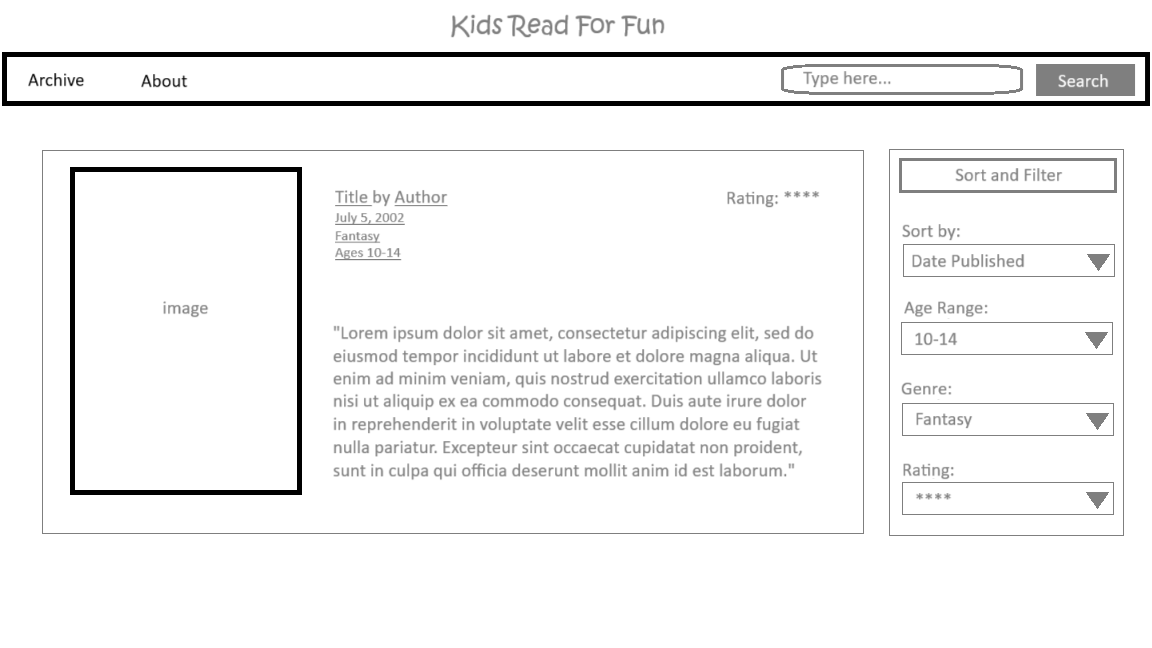 Kids Read For Fun
Archive About Type here... Search
Title by Author Rating: ****
July 5, 2002
Fantasy
Ages 10-14
image
"Lorem ipsum dolor sit amet, consectetur adipiscing elit, sed do
eiusmod tempor incididunt ut labore et dolore magna aliqua. Ut
enim ad minim veniam, quis nostrud exercitation ullamco laboris
nisi ut aliquip ex ea commodo consequat. Duis aute irure dolor
in reprehenderit in voluptate velit esse cillum dolore eu fugiat
nulla pariatur. Excepteur sint occaecat cupidatat non proident,
sunt in culpa qui officia deserunt mollit anim id est laborum."
Sort and Filter
Sort by:
Date Published
Age Range:
10-14
Genre:
Fantasy
Rating:
****